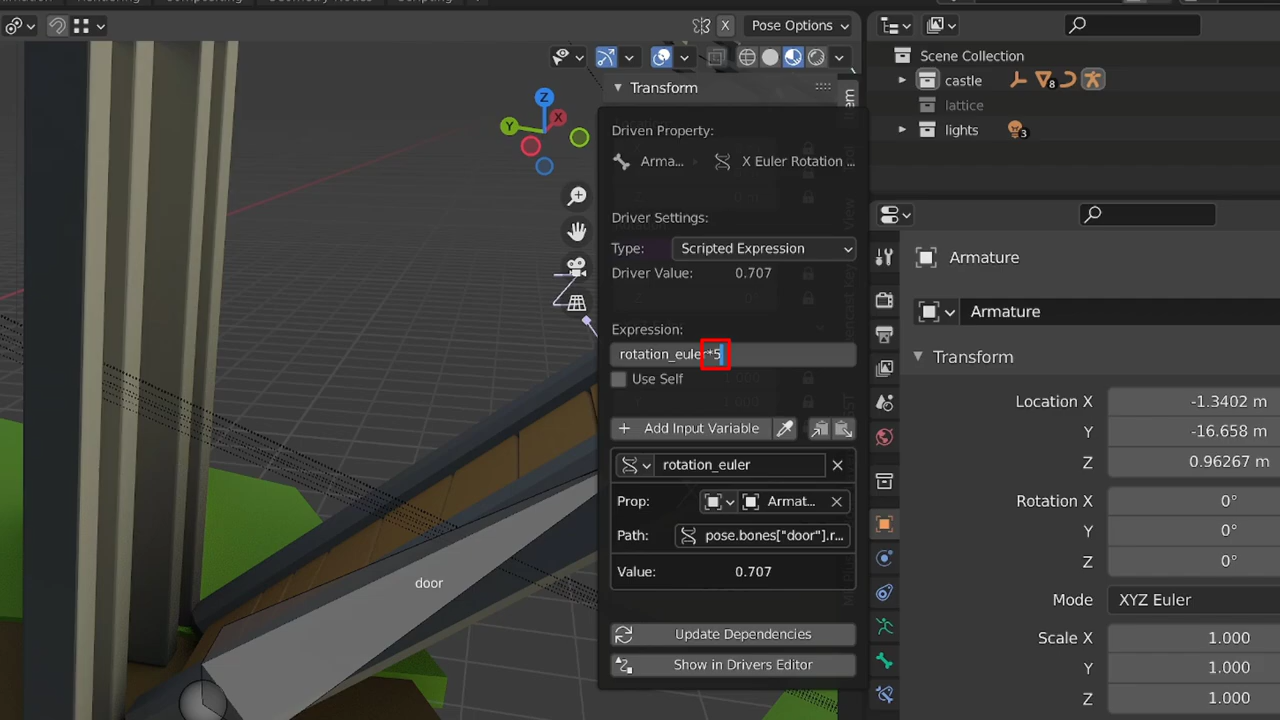 Pose Options
X
Transform
Item
Z
Y
X
Driven Property:
Arma...
X Euler Rotation ...
Driver Settings:
Type:
Scripted Expression
Driver Value:
0.707
Expression:
rotation_euler*5
Use Self
+ Add Input Variable
rotation_euler
Prop:
Armat...
Path:
pose.bones["door"].r...
Value:
0.707
Update Dependencies
Show in Drivers Editor
door
Scene Collection
castle
8
lattice
lights
3
Armature
Armature
Transform
Location X
-1.3402 m
Y
-16.658 m
Z
0.96267 m
Rotation X
0°
Y
0°
Z
0°
Mode
XYZ Euler
Scale X
1.000
Y
1.000
Z
1.000